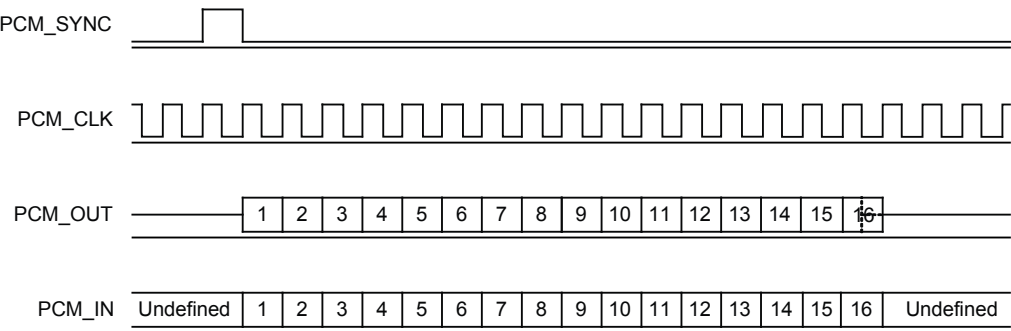 PCM_SYNC
PCM_CLK
PCM_OUT 1 2 3 4 5 6 7 8 9 10 11 12 13 14 15 16
PCM_IN Undefined 1 2 3 4 5 6 7 8 9 10 11 12 13 14 15 16 Undefined